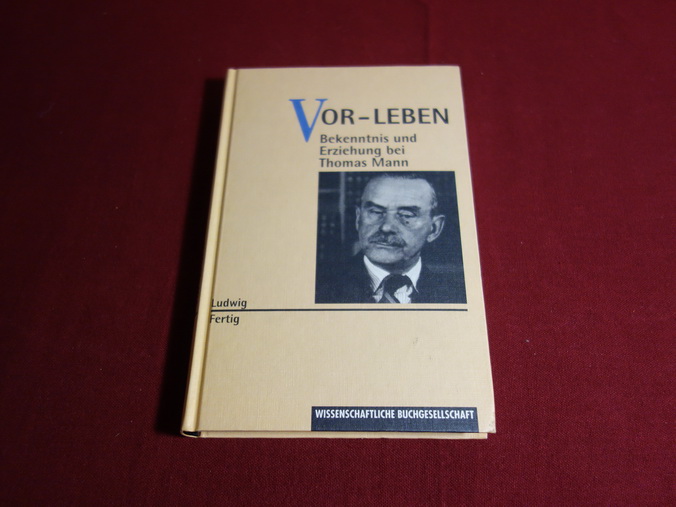 VOR-LEBEN
Bekenntnis und
Erziehung bei
Thomas Mann
Ludwig
Fertig
WISSENSCHAFTLICHE BUCHGESELLSCHAFT